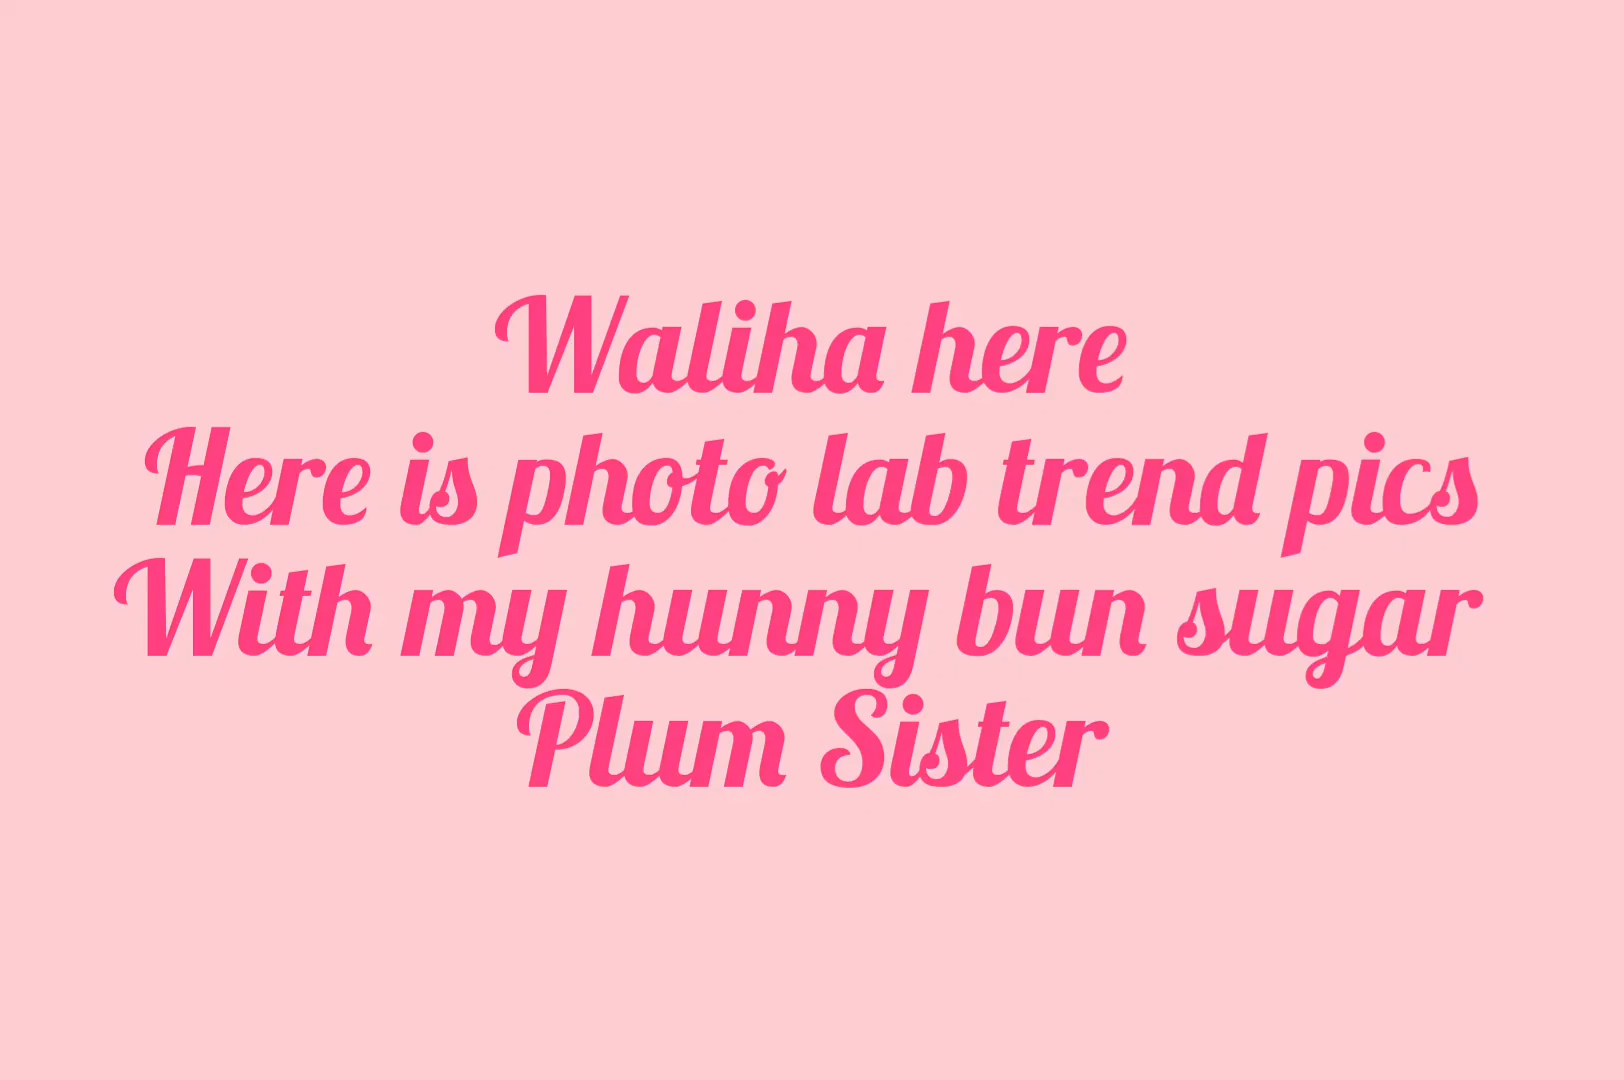 Waliha here
Here is photo lab trend pics
With my hunny bun sugar
Plum Sister